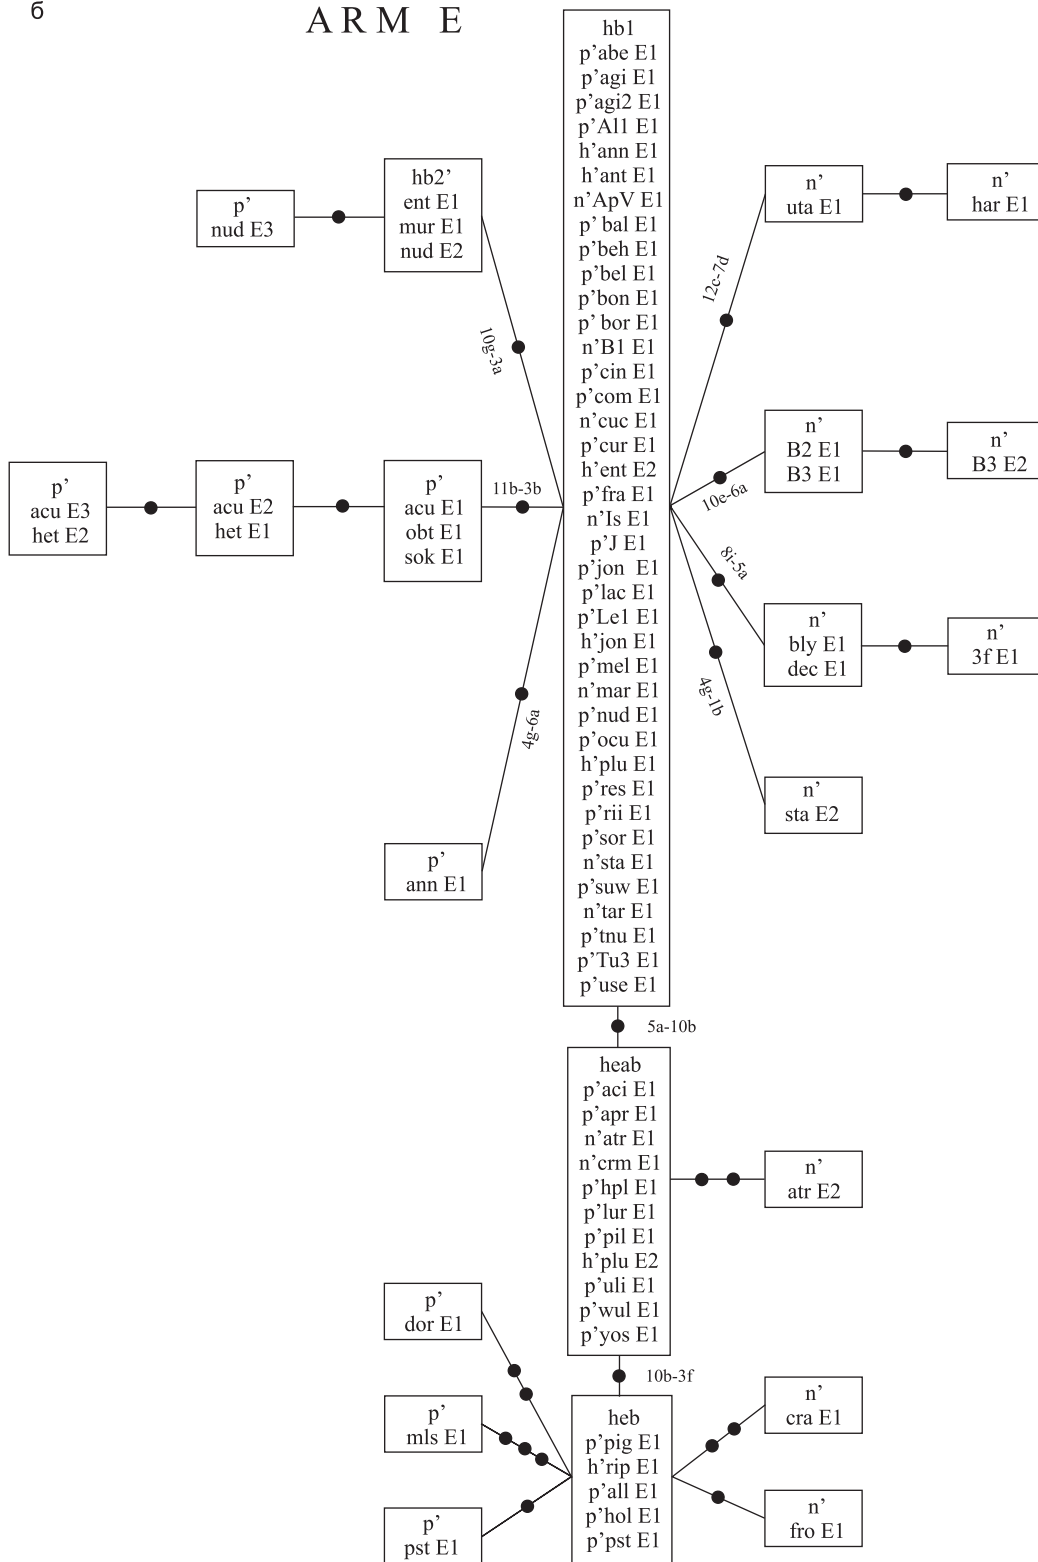 б
ARM E
hb1
p’abe E1
p’agi E1
p’agi2 E1
p’Al1 E1
h’ann E1
h’ant E1
n’ApV E1
p’ bal E1
p’beh E1
p’bel E1
p’bon E1
p’ bor E1
n’B1 E1
p’cin E1
p’com E1
n’cuc E1
p’cur E1
h’ent E2
p’fra E1
n’Is E1
p’J E1
p’jon E1
p’lac E1
p’Le1 E1
h’jon E1
p’mel E1
n’mar E1
p’nud E1
p’ocu E1
h’plu E1
p’res E1
p’rii E1
p’sor E1
n’sta E1
p’suw E1
n’tar E1
p’tnu E1
p’Tu3 E1
p’use E1
p’
nud E3
hb2’
ent E1
mur E1
nud E2
10g-3a
p’
acu E3
het E2
p’
acu E2
het E1
p’
acu E1
obt E1
sok E1
11b-3b
4g-6a
p’
ann E1
n’
uta E1
n’
har E1
12c-7d
n’
B2 E1
B3 E1
n’
B3 E2
10e-6a
8i-5a
n’
bly E1
dec E1
n’
3f E1
4g-1b
n’
sta E2
5a-10b
heab
p’aci E1
p’apr E1
n’atr E1
n’crm E1
p’hpl E1
p’lur E1
p’pil E1
h’plu E2
p’uli E1
p’wul E1
p’yos E1
n’
atr E2
10b-3f
p’
dor E1
p’
mls E1
p’
pst E1
heb
p’pig E1
h’rip E1
p’all E1
p’hol E1
p’pst E1
n’
cra E1
n’
fro E1